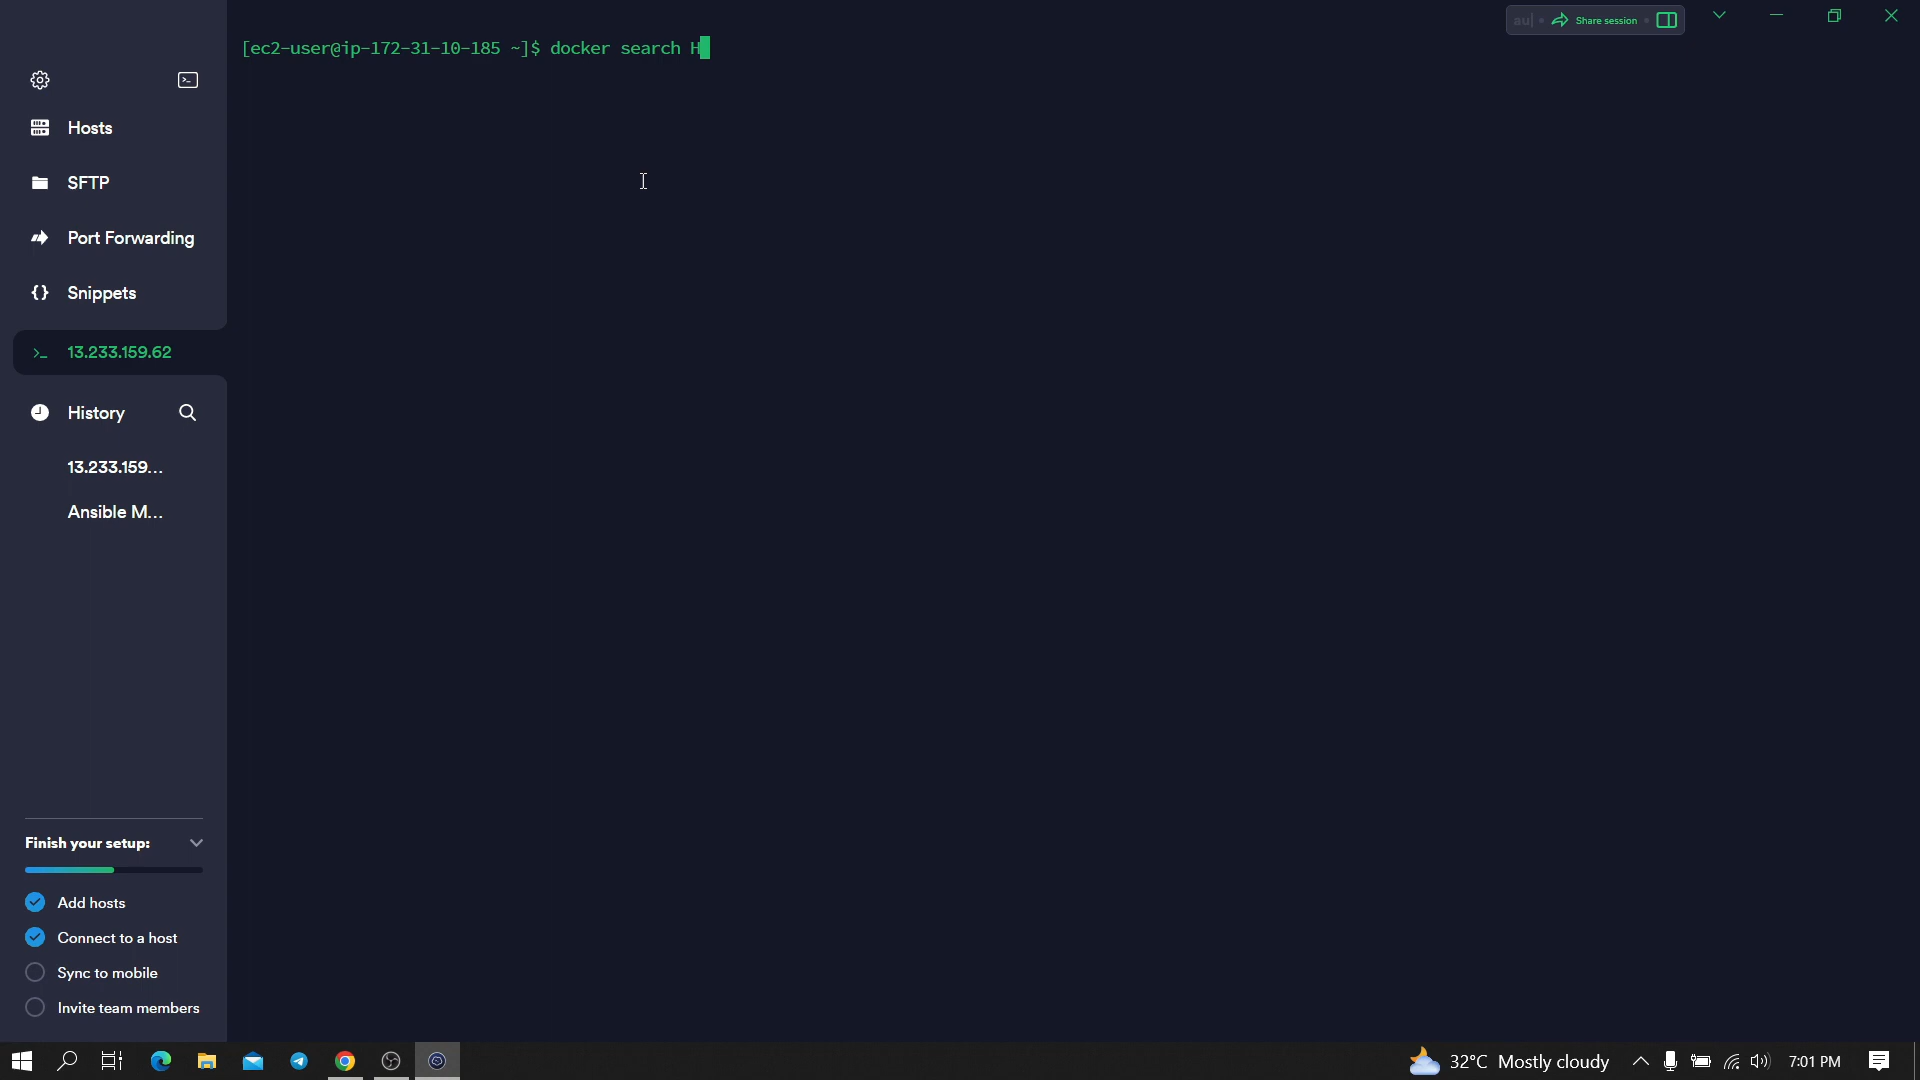 au| Share session
[ec2-user@ip-172-31-10-185 ~]$ docker search H
Hosts
SFTP
Port Forwarding
Snippets
13.233.159.62
History
13.233.159...
Ansible M...
Finish your setup:
Add hosts
Connect to a host
Sync to mobile
Invite team members
32°C Mostly cloudy
7:01 PM